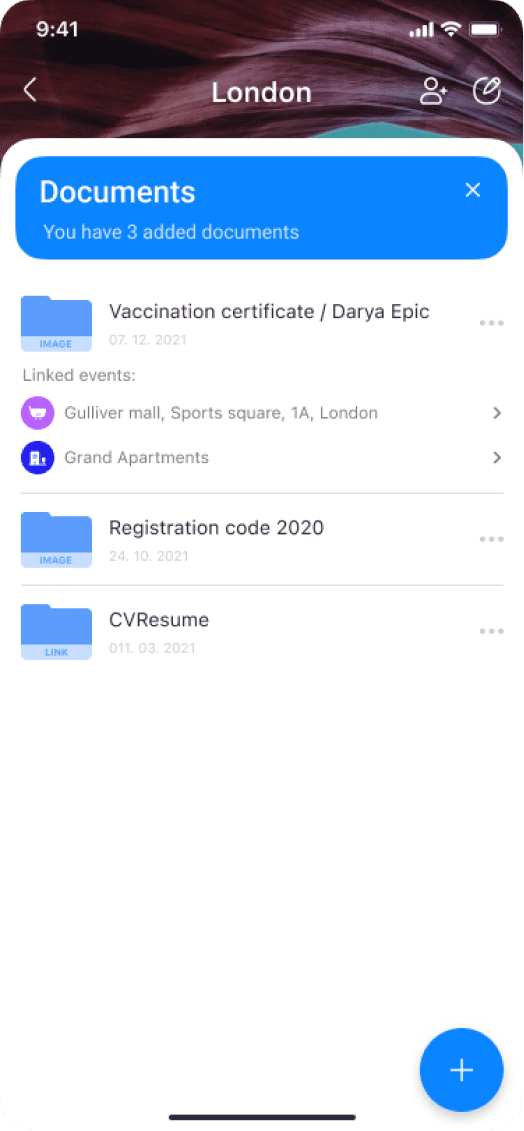 9:41
London
Documents
You have 3 added documents
Vaccination certificate / Darya Epic
IMAGE
07. 12. 2021
Linked events:
Gulliver mall, Sports square, 1A, London
Grand Apartments
Registration code 2020
IMAGE
24. 10. 2021
CVResume
LINK
011. 03. 2021